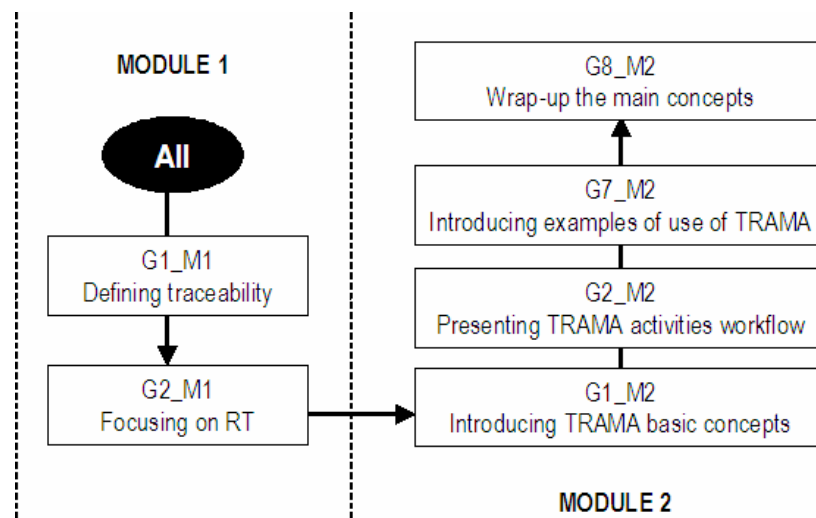 MODULE 1
All
G1_M1
Defining traceability
G2_M1
Focusing on RT
G8_M2
Wrap-up the main concepts
G7_M2
Introducing examples of use of TRAMA
G2_M2
Presenting TRAMA activities workflow
G1_M2
Introducing TRAMA basic concepts
MODULE 2